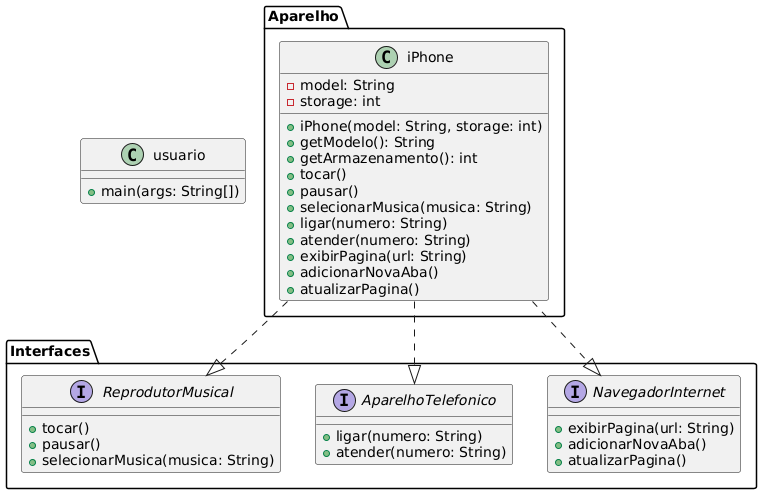 Aparelho
C iPhone
model: String
storage: int
iPhone(model: String, storage: int)
getModelo(): String
getArmazenamento(): int
tocar()
pausar()
selecionarMusica(musica: String)
ligar(numero: String)
atender(numero: String)
exibirPagina(url: String)
adicionarNovaAba()
atualizarPagina()
C usuario
main(args: String[])
Interfaces
I ReprodutorMusical
tocar()
pausar()
selecionarMusica(musica: String)
I AparelhoTelefonico
ligar(numero: String)
atender(numero: String)
I NavegadorInternet
exibirPagina(url: String)
adicionarNovaAba()
atualizarPagina()